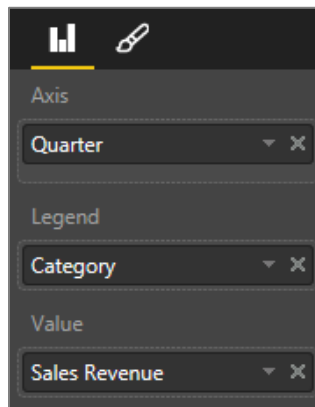 Axis
Quarter
Legend
Category
Value
Sales Revenue